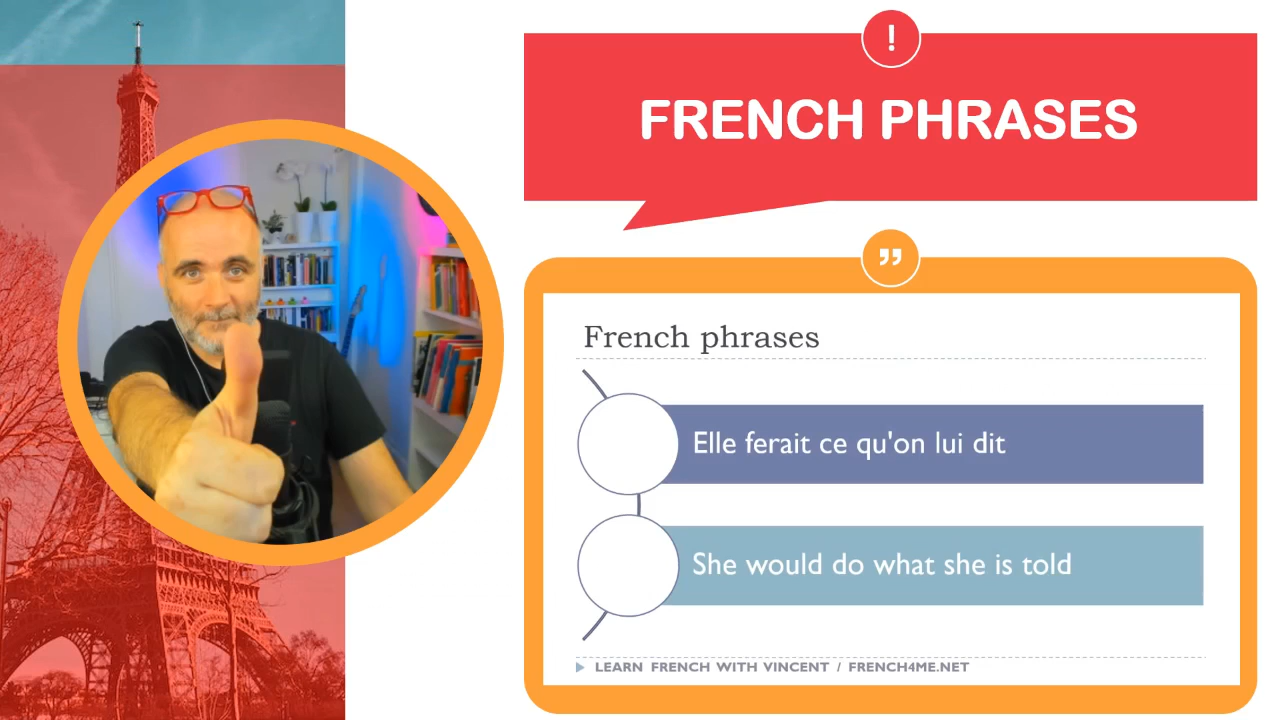 !
FRENCH PHRASES
”
French phrases
Elle ferait ce qu'on lui dit
She would do what she is told
LEARN FRENCH WITH VINCENT / FRENCH4ME.NET